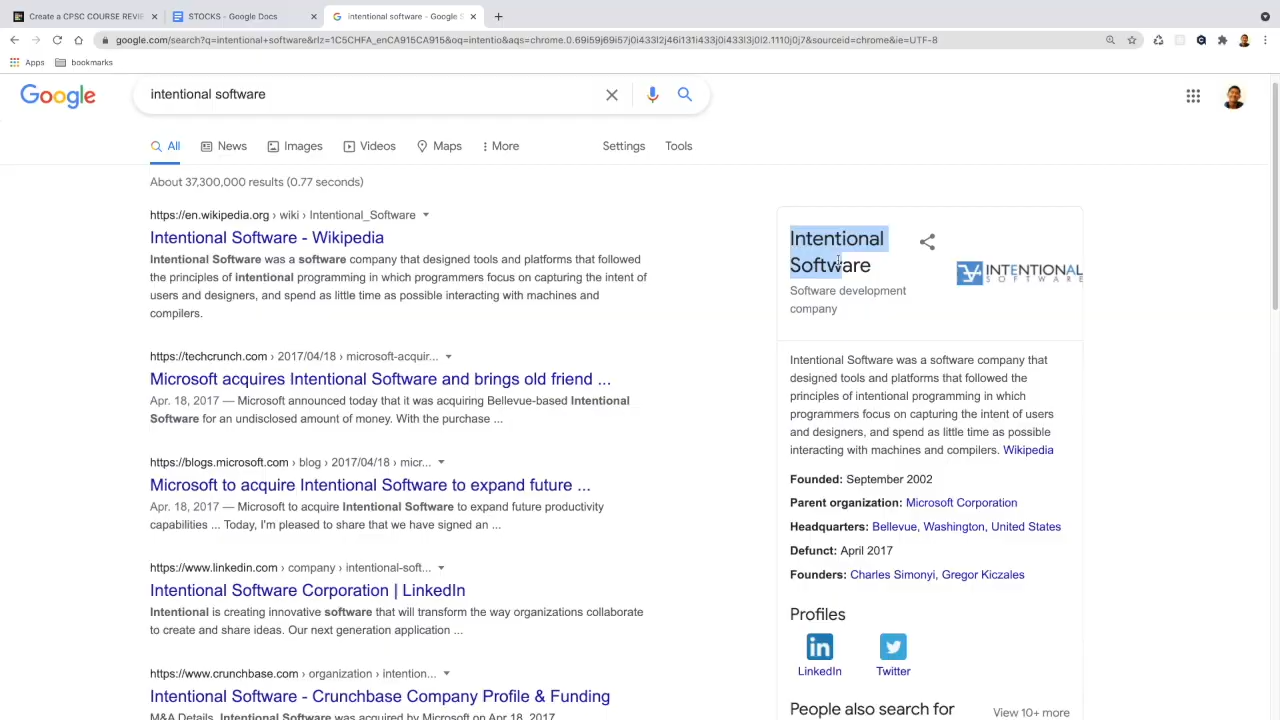 Create a CPSC COURSE REVIE
STOCKS - Google Docs
intentional software - Google S
google.com/search?q=intentional+software&rlz=1C5CHFA_enCA915CA915&oq=intentio&aqs=chrome.0.69i59j69i57j0i433l2j46i131i433j0i433l3j0l2.1110j0j7&sourceid=chrome&ie=UTF-8
Apps
bookmarks
Google
intentional software
All
News
Images
Videos
Maps
More
Settings
Tools
About 37,300,000 results (0.77 seconds)
https://en.wikipedia.org › wiki › Intentional_Software
Intentional Software - Wikipedia
Intentional Software was a software company that designed tools and platforms that followed
the principles of intentional programming in which programmers focus on capturing the intent of
users and designers, and spend as little time as possible interacting with machines and
compilers.
https://techcrunch.com › 2017/04/18 › microsoft-acquir...
Microsoft acquires Intentional Software and brings old friend ...
Apr. 18, 2017 — Microsoft announced today that it was acquiring Bellevue-based Intentional
Software for an undisclosed amount of money. With the purchase ...
https://blogs.microsoft.com › blog › 2017/04/18 › micr...
Microsoft to acquire Intentional Software to expand future ...
Apr. 18, 2017 — Microsoft to acquire Intentional Software to expand future productivity
capabilities ... Today, I'm pleased to share that we have signed an ...
https://www.linkedin.com › company › intentional-soft...
Intentional Software Corporation | LinkedIn
Intentional is creating innovative software that will transform the way organizations collaborate
to create and share ideas. Our next generation application ...
https://www.crunchbase.com › organization › intention...
Intentional Software - Crunchbase Company Profile & Funding
M&A Details. Intentional Software was acquired by Microsoft on Apr 18, 2017.
Intentional
Software
Software development
company
INTENTIONAL
SOFTWARE
Intentional Software was a software company that
designed tools and platforms that followed the
principles of intentional programming in which
programmers focus on capturing the intent of users
and designers, and spend as little time as possible
interacting with machines and compilers. Wikipedia
Founded: September 2002
Parent organization: Microsoft Corporation
Headquarters: Bellevue, Washington, United States
Defunct: April 2017
Founders: Charles Simonyi, Gregor Kiczales
Profiles
in
LinkedIn
Twitter
People also search for
View 10+ more